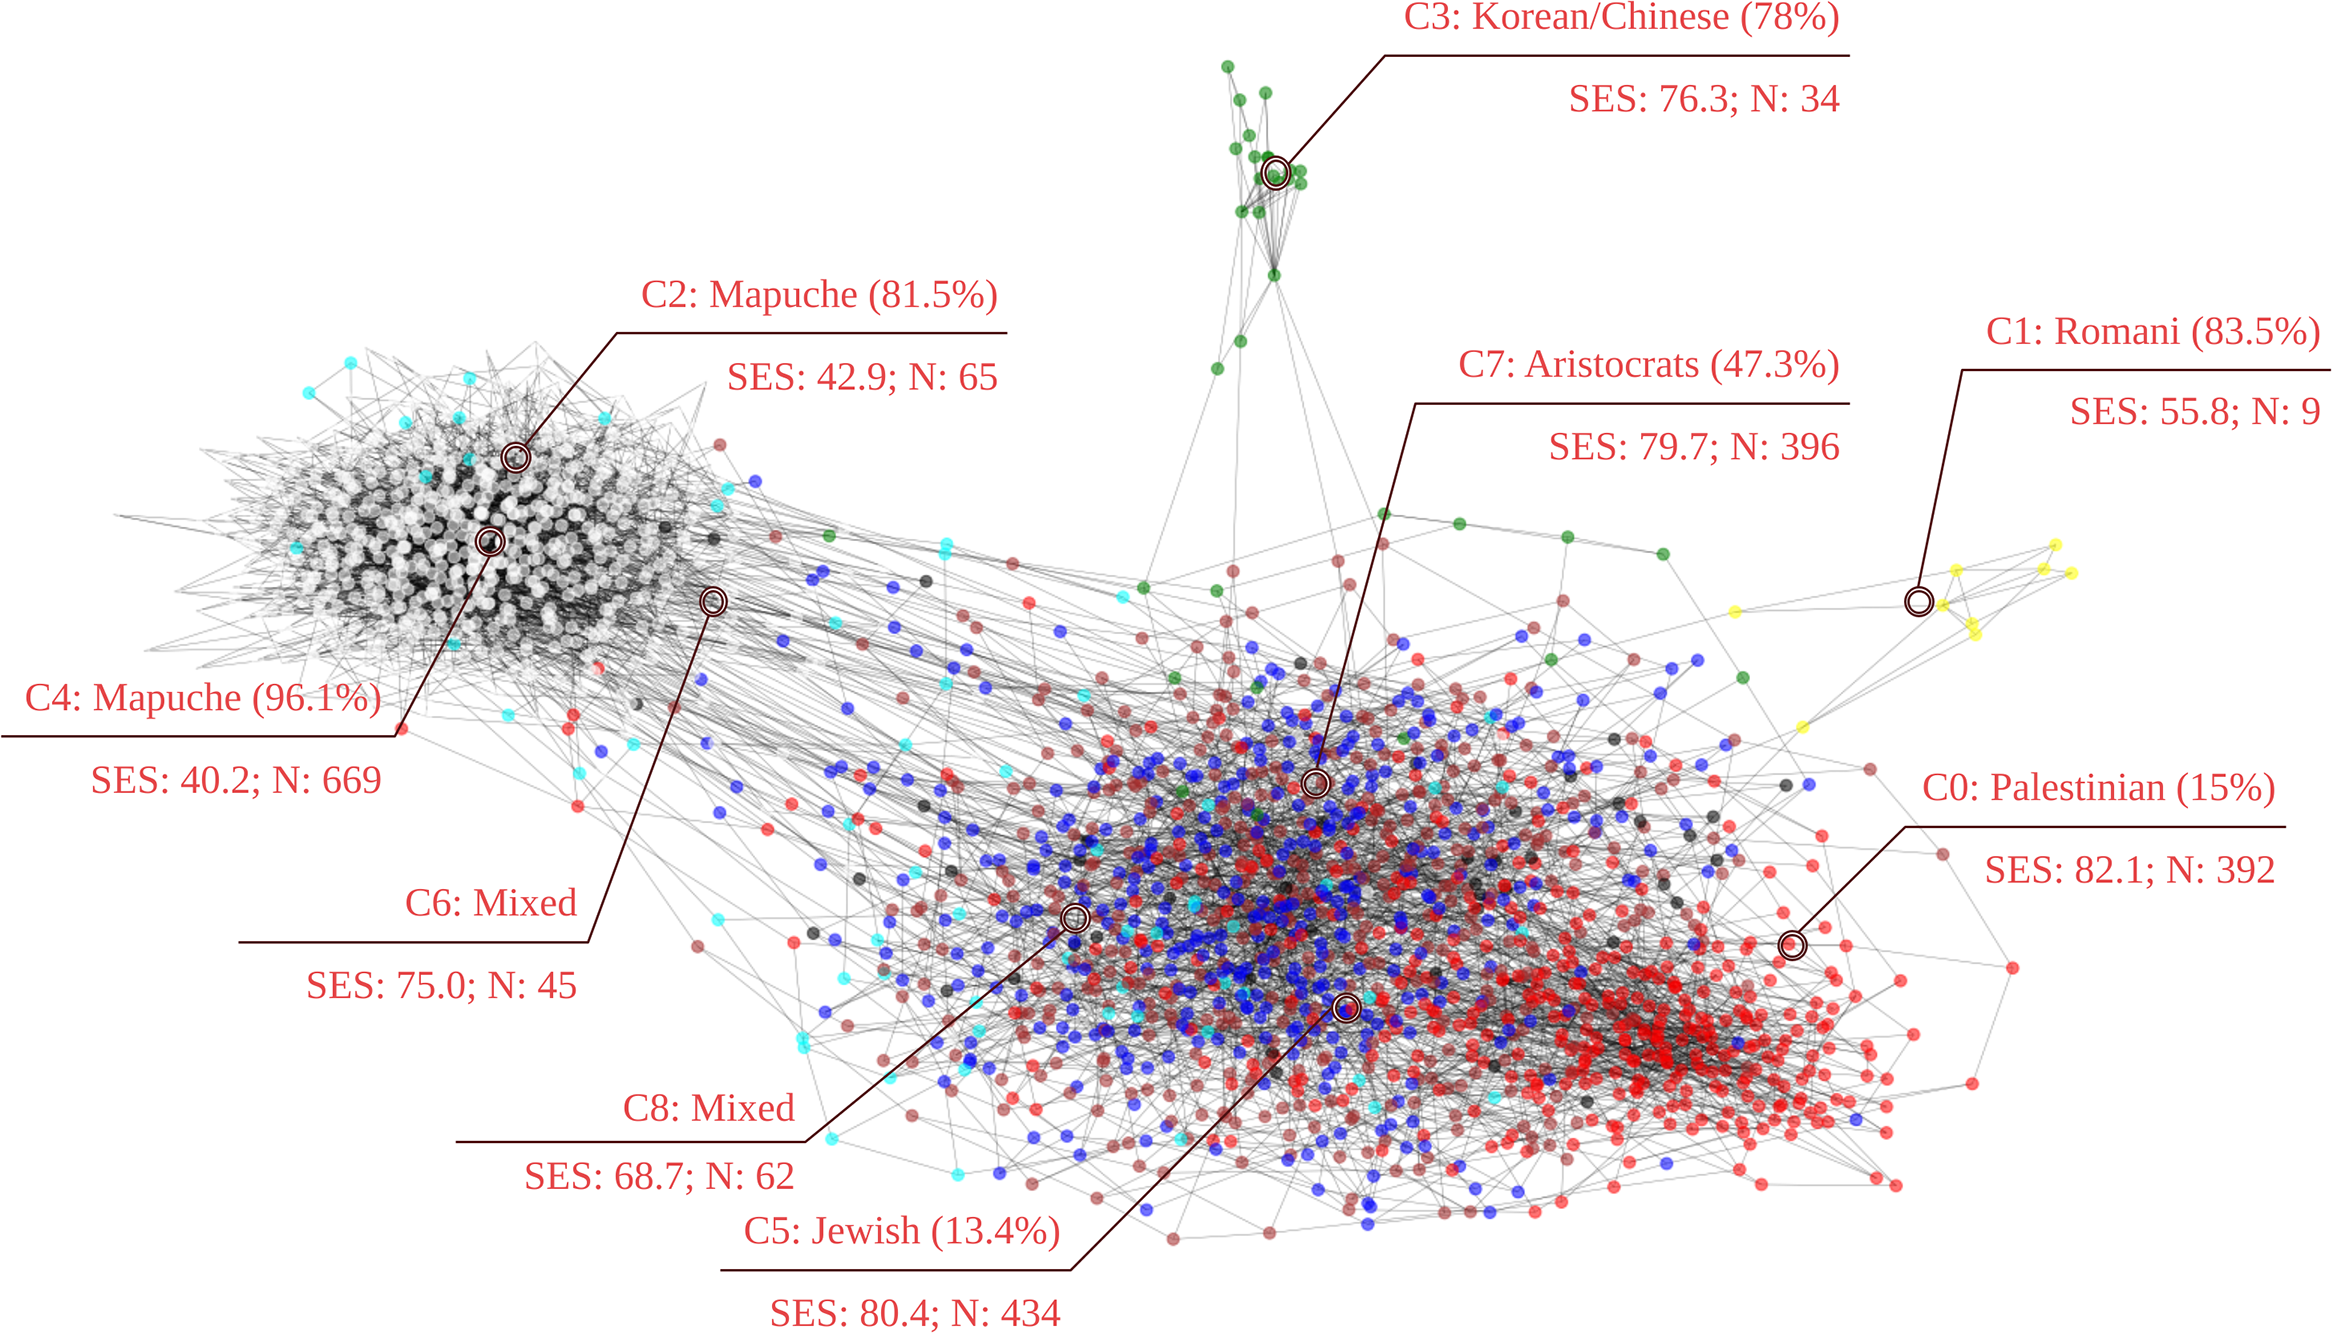 C3: Korean/Chinese (78%)
SES: 76.3; N: 34
C2: Mapuche (81.5%)
SES: 42.9; N: 65
C1: Romani (83.5%)
SES: 55.8; N: 9
C7: Aristocrats (47.3%)
SES: 79.7; N: 396
C4: Mapuche (96.1%)
SES: 40.2; N: 669
C0: Palestinian (15%)
SES: 82.1; N: 392
C6: Mixed
SES: 75.0; N: 45
C8: Mixed
SES: 68.7; N: 62
C5: Jewish (13.4%)
SES: 80.4; N: 434